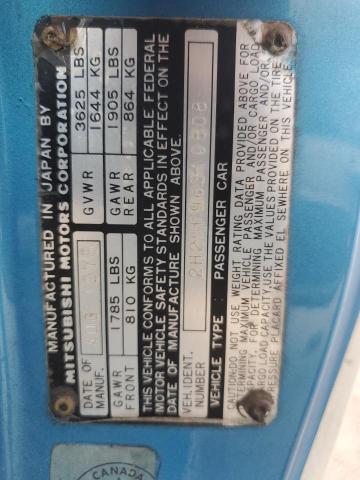 MANUFACTURED IN JAPAN BY
MITSUBISHI MOTORS CORPORATION
DATE OF MANUF.
GVWR 3625 LBS
1644 KG
GAWR FRONT 1785 LBS
810 KG
GAWR REAR 1905 LBS
864 KG
THIS VEHICLE CONFORMS TO ALL APPLICABLE FEDERAL
MOTOR VEHICLE SAFETY STANDARDS IN EFFECT ON THE
DATE OF MANUFACTURE SHOWN ABOVE.
VEH. IDENT.
NUMBER
VEHICLE TYPE : PASSENGER CAR
CAUTION: DO NOT USE WEIGHT RATING DATA PROVIDED ABOVE FOR
DETERMINING MAXIMUM VEHICLE PASSENGER AND/OR CARGO LOAD
CAPACITY. FOR DETERMINING MAXIMUM PASSENGER AND/OR
CARGO LOAD CAPACITY, USE THE VALUES PROVIDED ON THE TIRE
PRESSURE PLACARD AFFIXED ELSEWHERE ON THIS VEHICLE.
CANADA